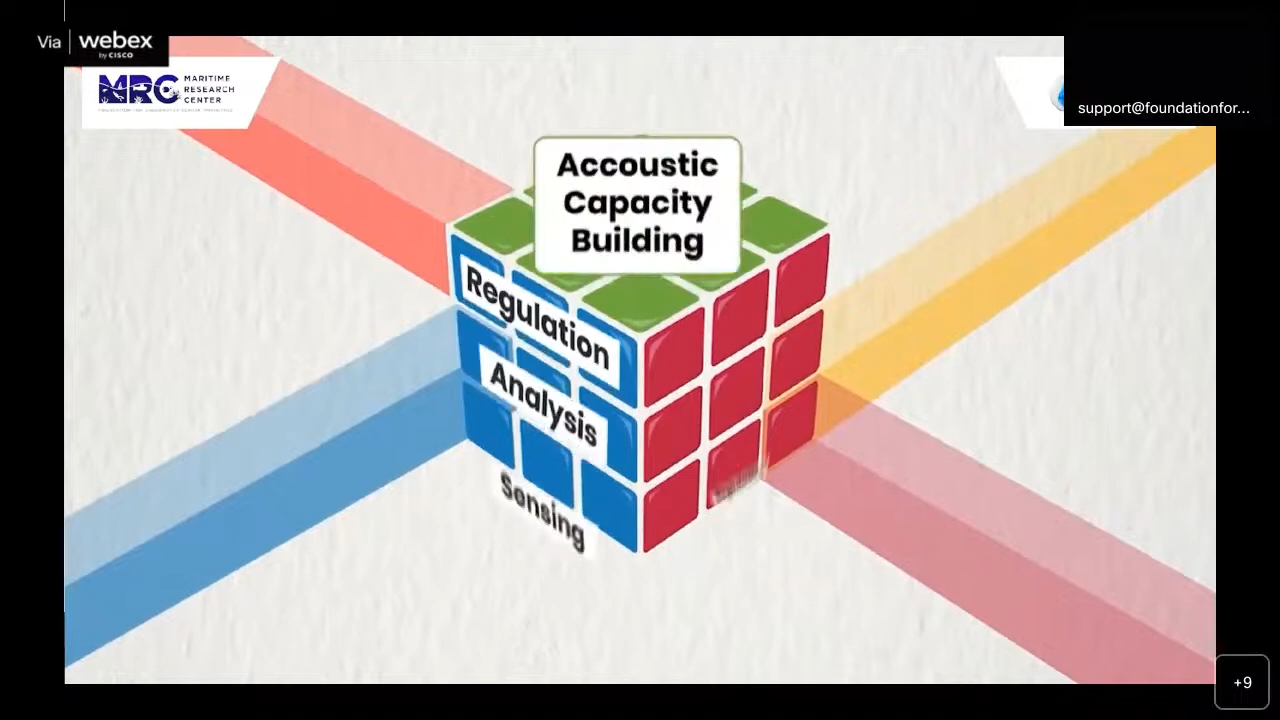 Via webex
by CISCO
MRC MARITIME
RESEARCH
CENTER
support@foundationfor...
Accoustic
Capacity
Building
Regulation
Analysis
Sensing
+9